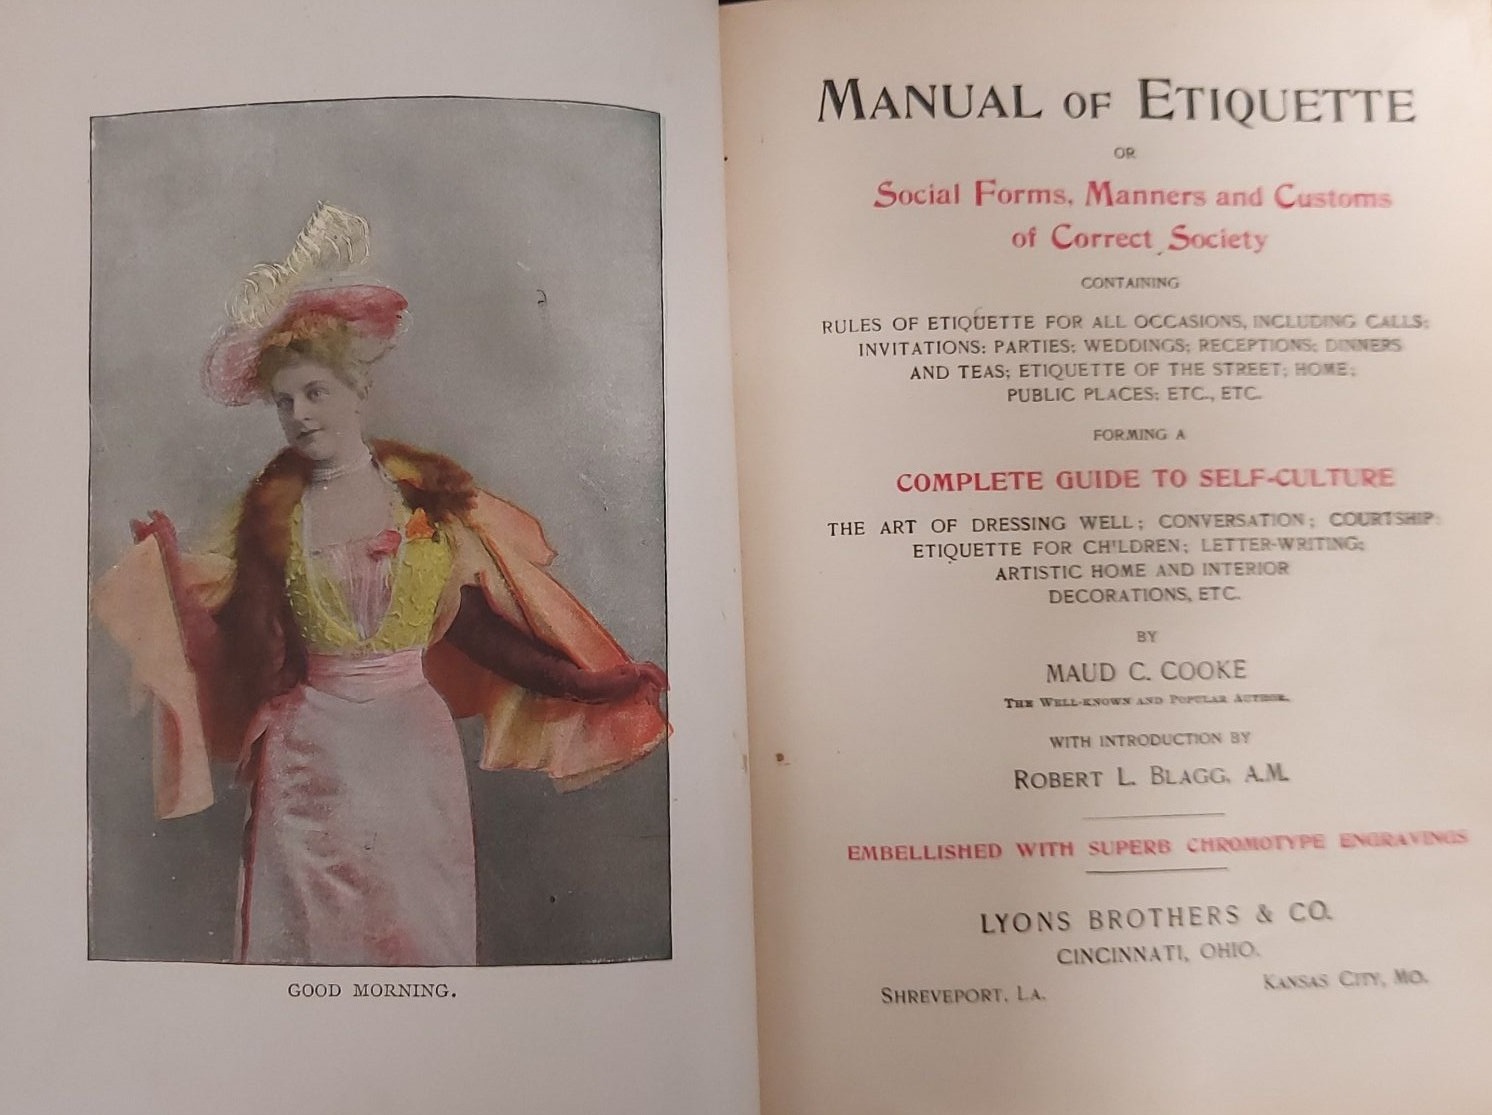 GOOD MORNING.
MANUAL OF ETIQUETTE
OR
Social Forms, Manners and Customs
of Correct Society
CONTAINING
RULES OF ETIQUETTE FOR ALL OCCASIONS, INCLUDING CALLS;
INVITATIONS; PARTIES; WEDDINGS; RECEPTIONS; DINNERS
AND TEAS; ETIQUETTE OF THE STREET; HOME;
PUBLIC PLACES; ETC., ETC.
FORMING A
COMPLETE GUIDE TO SELF-CULTURE
THE ART OF DRESSING WELL; CONVERSATION; COURTSHIP;
ETIQUETTE FOR CH'LDREN; LETTER-WRITING;
ARTISTIC HOME AND INTERIOR
DECORATIONS, ETC.
BY
MAUD C. COOKE
THE WELL-KNOWN AND POPULAR AUTHOR.
WITH INTRODUCTION BY
ROBERT L. BLAGG, A.M.
EMBELLISHED WITH SUPERB CHROMOTYPE ENGRAVINGS
LYONS BROTHERS & CO.
CINCINNATI, OHIO.
SHREVEPORT, LA. KANSAS CITY, MO.